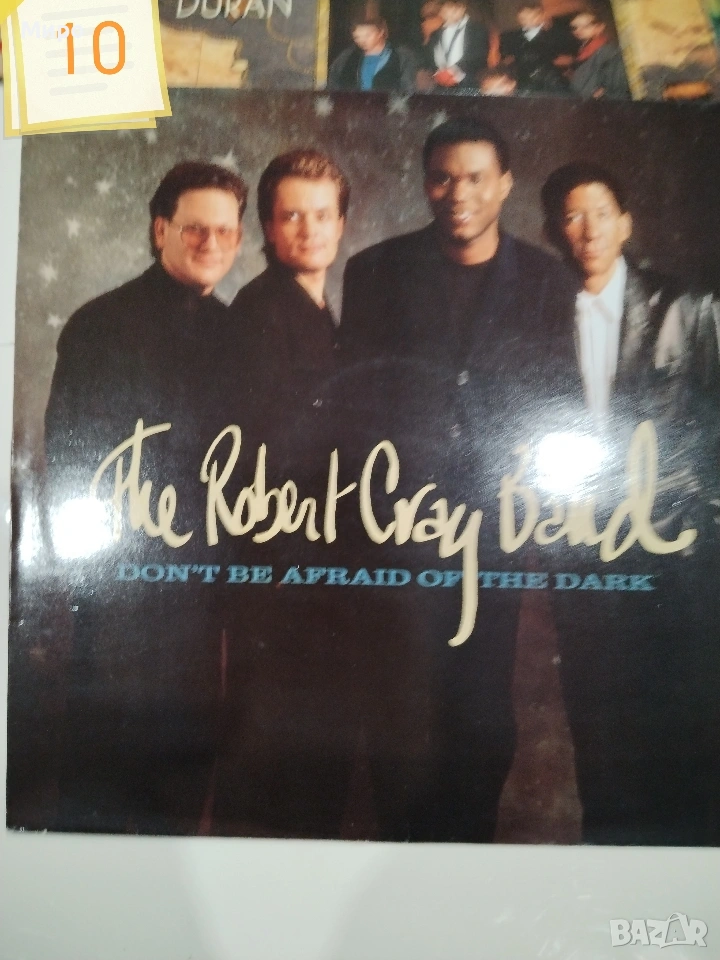 DURAN
10
The Robert Cray Band
DON'T BE AFRAID OF THE DARK
BAZAR